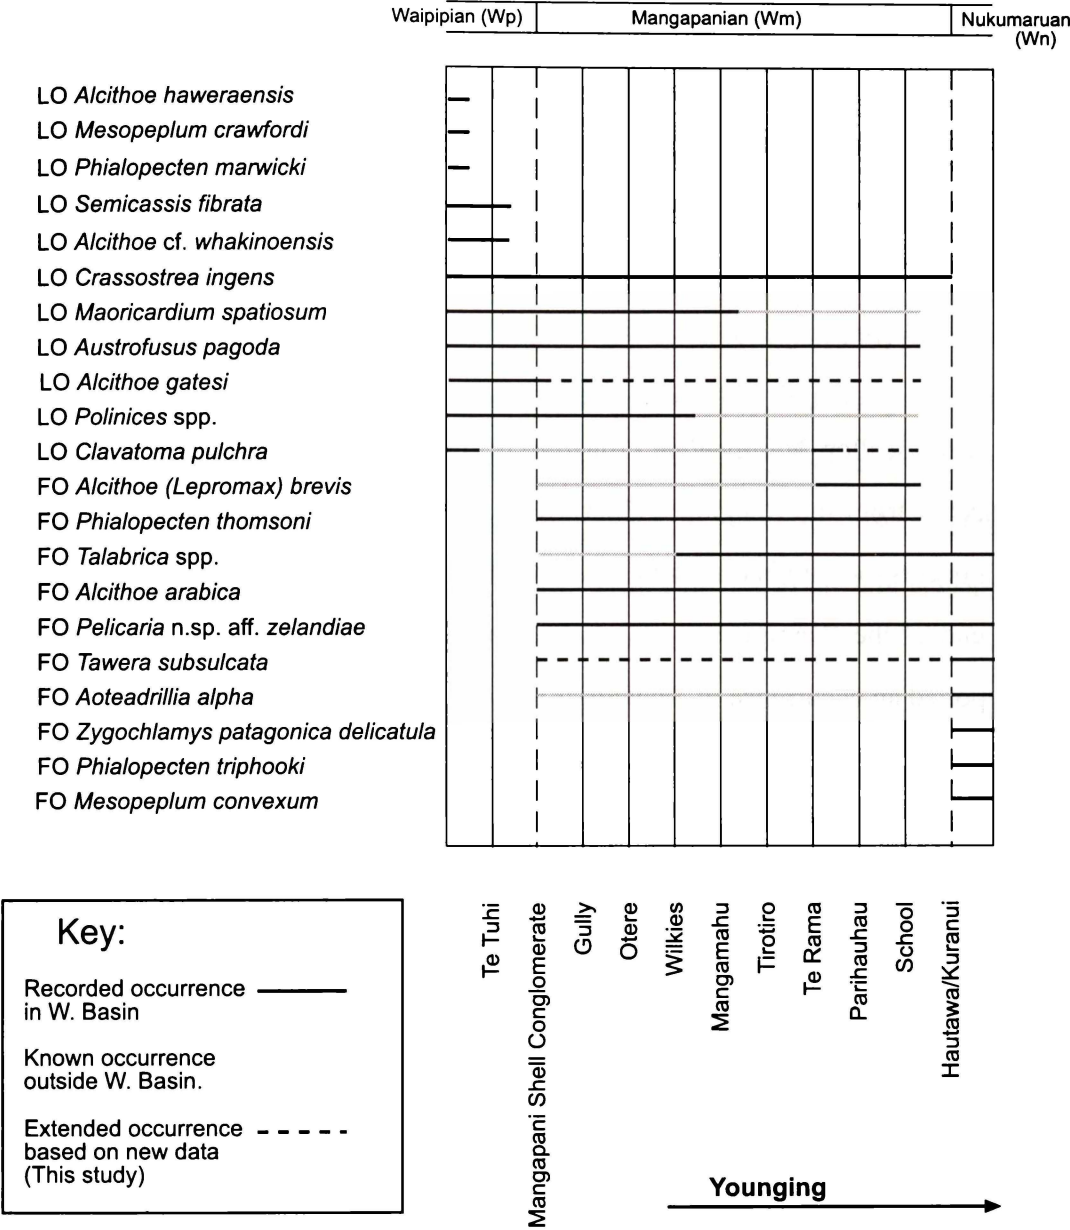 Waipipian (Wp) Mangapanian (Wm) Nukumaruan
(Wn)
LO Alcithoe haweraensis
LO Mesopeplum crawfordi
LO Phialopecten marwicki
LO Semicassis fibrata
LO Alcithoe cf. whakinoensis
LO Crassostrea ingens
LO Maoricardium spatiosum
LO Austrofusus pagoda
LO Alcithoe gatesi
LO Polinices spp.
LO Clavatoma pulchra
FO Alcithoe (Lepromax) brevis
FO Phialopecten thomsoni
FO Talabrica spp.
FO Alcithoe arabica
FO Pelicaria n.sp. aff. zelandiae
FO Tawera subsulcata
FO Aoteadrillia alpha
FO Zygochlamys patagonica delicatula
FO Phialopecten triphooki
FO Mesopeplum convexum
Te Tuhi
Mangapani Shell Conglomerate
Gully
Otere
Wilkies
Mangamahu
Tirotiro
Te Rama
Parihauhau
School
Hautawa/Kuranui
Key:
Recorded occurrence
in W. Basin
Known occurrence
outside W. Basin.
Extended occurrence
based on new data
(This study)
Younging